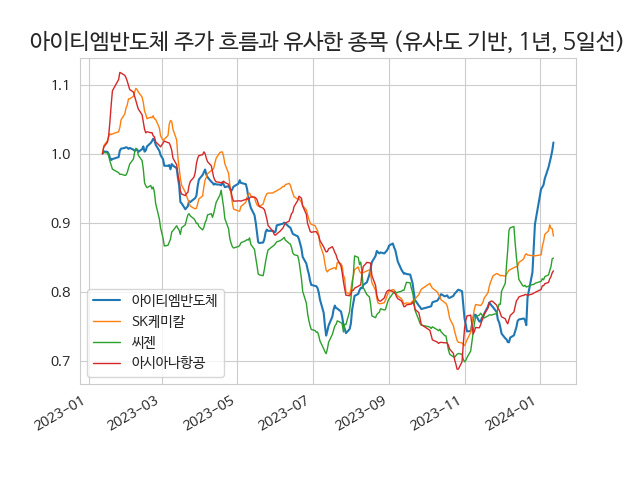 아이티엠반도체 주가 흐름과 유사한 종목 (유사도 기반, 1년, 5일선)
1.1
1.0
0.9
0.8
0.7
아이티엠반도체
SK케미칼
씨젠
아시아나항공
2023-01
2023-03
2023-05
2023-07
2023-09
2023-11
2024-01